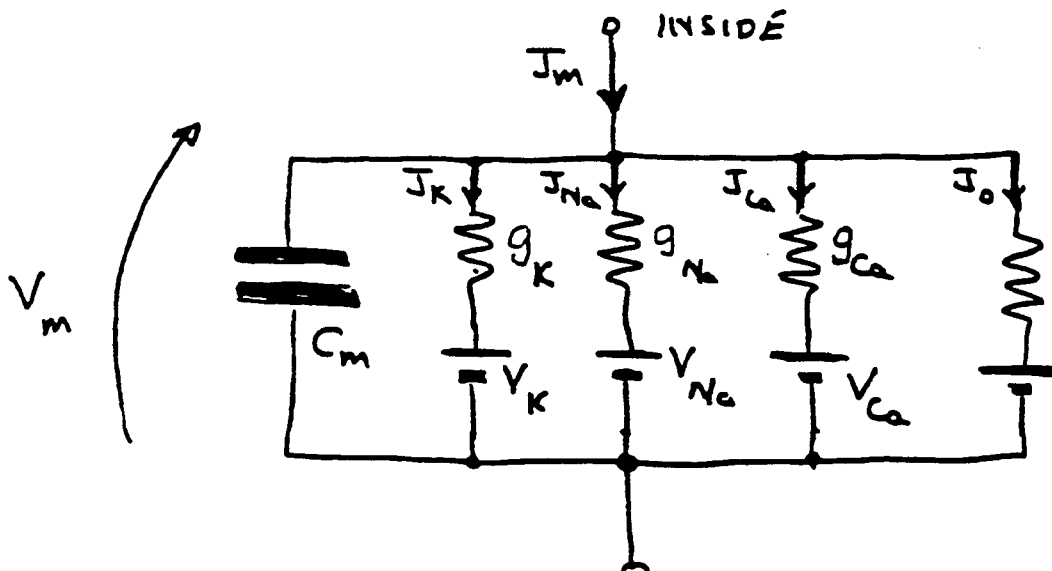 INSIDE
Jm
JK JNa JCa Jo
gK gNa gCa
Vm
Cm
VK VNa VCa